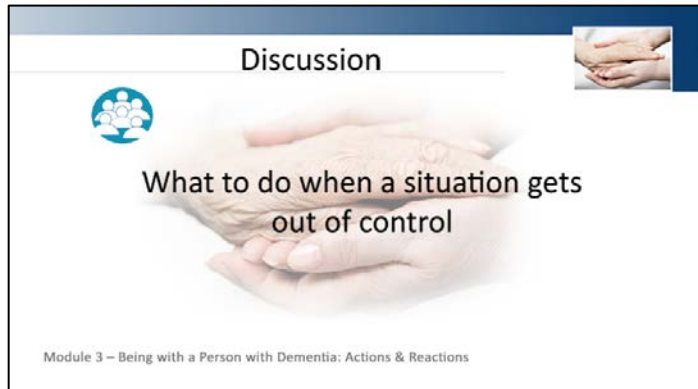 Discussion
What to do when a situation gets
out of control
Module 3 – Being with a Person with Dementia: Actions & Reactions